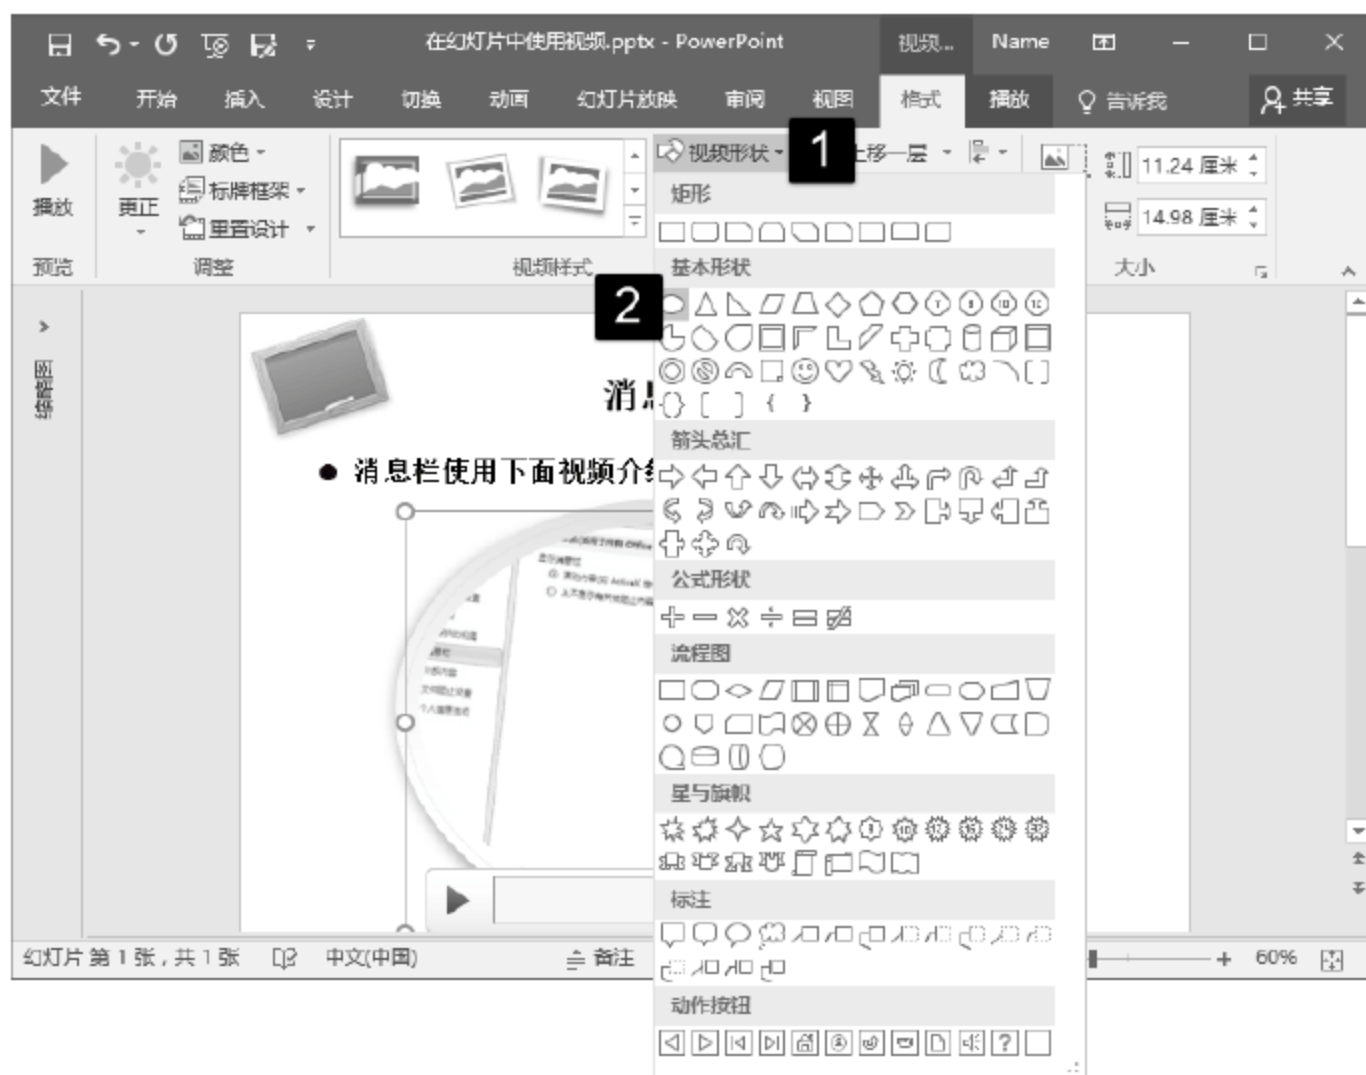 在幻灯片中使用视频.pptx - PowerPoint
视频...
Name
文件 开始 插入 设计 切换 动画 幻灯片放映 审阅 视图 格式 播放 告诉我 共享
播放
更正
颜色
标牌框架
重置设计
视频形状
1
上移一层
11.24 厘米
14.98 厘米
预览 调整 视频样式 大小
矩形
基本形状
2
箭头总汇
公式形状
流程图
星与旗帜
标注
动作按钮
缩略图
消息
● 消息栏使用下面视频介绍
幻灯片 第 1 张，共 1 张 中文(中国) 备注 60%